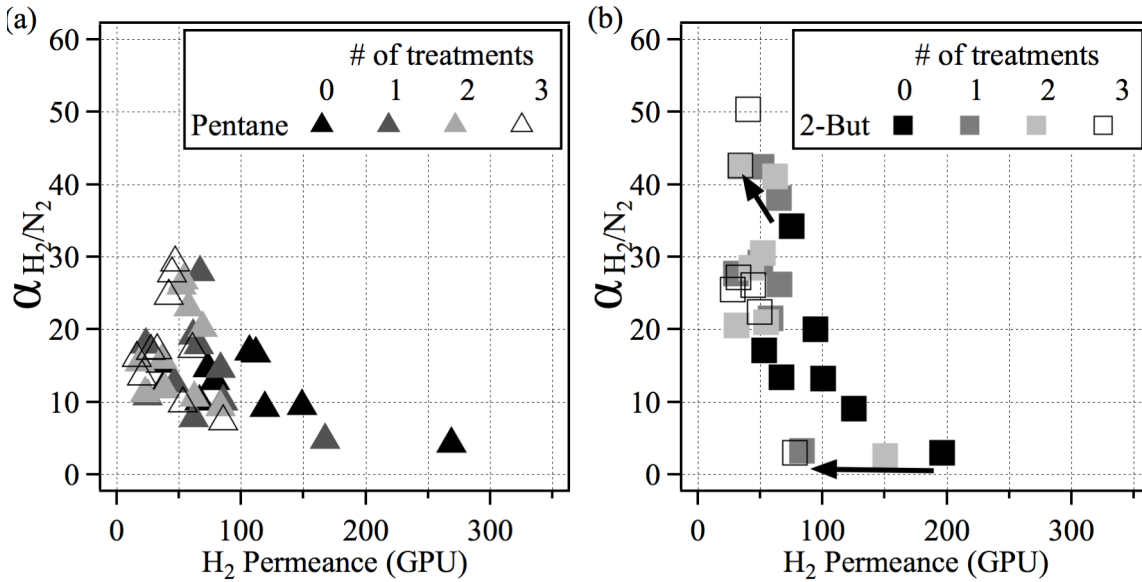 (a)
60
50
40
30
20
10
0
α H2/N2
# of treatments
0 1 2 3
Pentane
0 100 200 300
H2 Permeance (GPU)
(b)
60
50
40
30
20
10
0
α H2/N2
# of treatments
0 1 2 3
2-But
0 100 200 300
H2 Permeance (GPU)